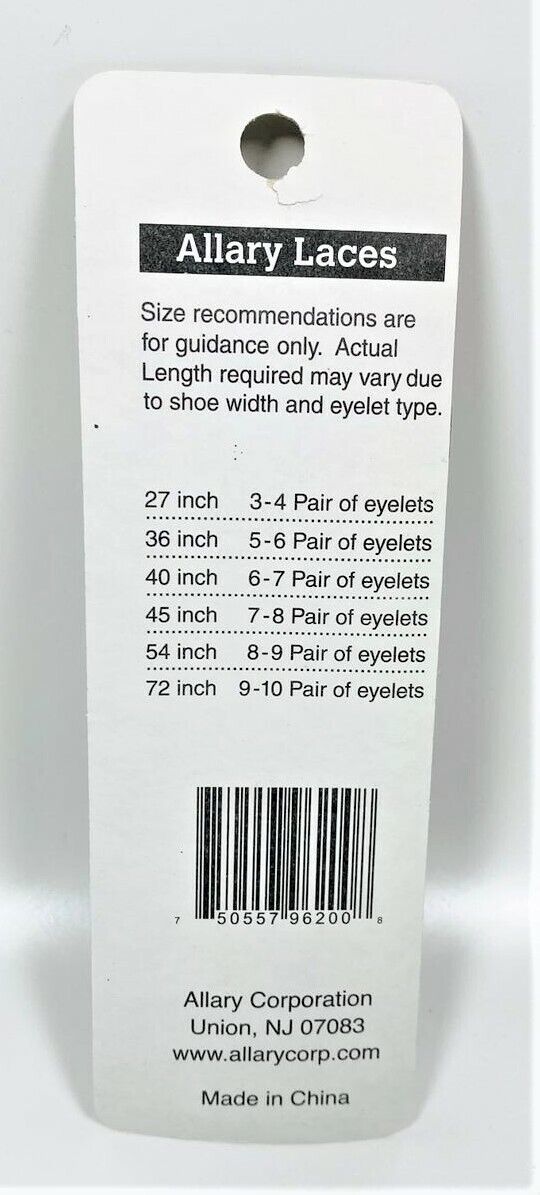 Allary Laces
Size recommendations are
for guidance only. Actual
Length required may vary due
to shoe width and eyelet type.
27 inch 3-4 Pair of eyelets
36 inch 5-6 Pair of eyelets
40 inch 6-7 Pair of eyelets
45 inch 7-8 Pair of eyelets
54 inch 8-9 Pair of eyelets
72 inch 9-10 Pair of eyelets
7 50557 96200 8
Allary Corporation
Union, NJ 07083
www.allarycorp.com
Made in China